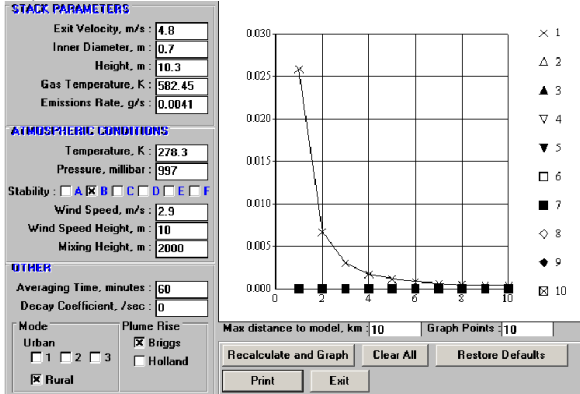 STACK PARAMETERS
Exit Velocity, m/s : 4.8
Inner Diameter, m : 0.7
Height, m : 10.3
Gas Temperature, K : 582.45
Emissions Rate, g/s : 0.0041
ATMOSPHERIC CONDITIONS
Temperature, K : 278.3
Pressure, millibar : 997
Stability : A B C D E F
Wind Speed, m/s : 2.9
Wind Speed Height, m : 10
Mixing Height, m : 2000
OTHER
Averaging Time, minutes : 60
Decay Coefficient, /sec : 0
Mode
Urban
1 2 3
Rural
Plume Rise
Briggs
Holland
0.030
0.025
0.020
0.015
0.010
0.005
0.000
0 2 4 6 8 10
1
2
3
4
5
6
7
8
9
10
Max distance to model, km : 10 Graph Points : 10
Recalculate and Graph Clear All Restore Defaults
Print Exit